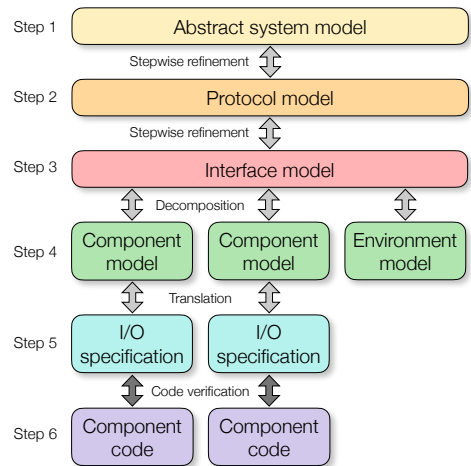 Step 1 Abstract system model
Stepwise refinement
Step 2 Protocol model
Stepwise refinement
Step 3 Interface model
Decomposition
Step 4 Component model Component model Environment model
Translation
Step 5 I/O specification I/O specification
Code verification
Step 6 Component code Component code